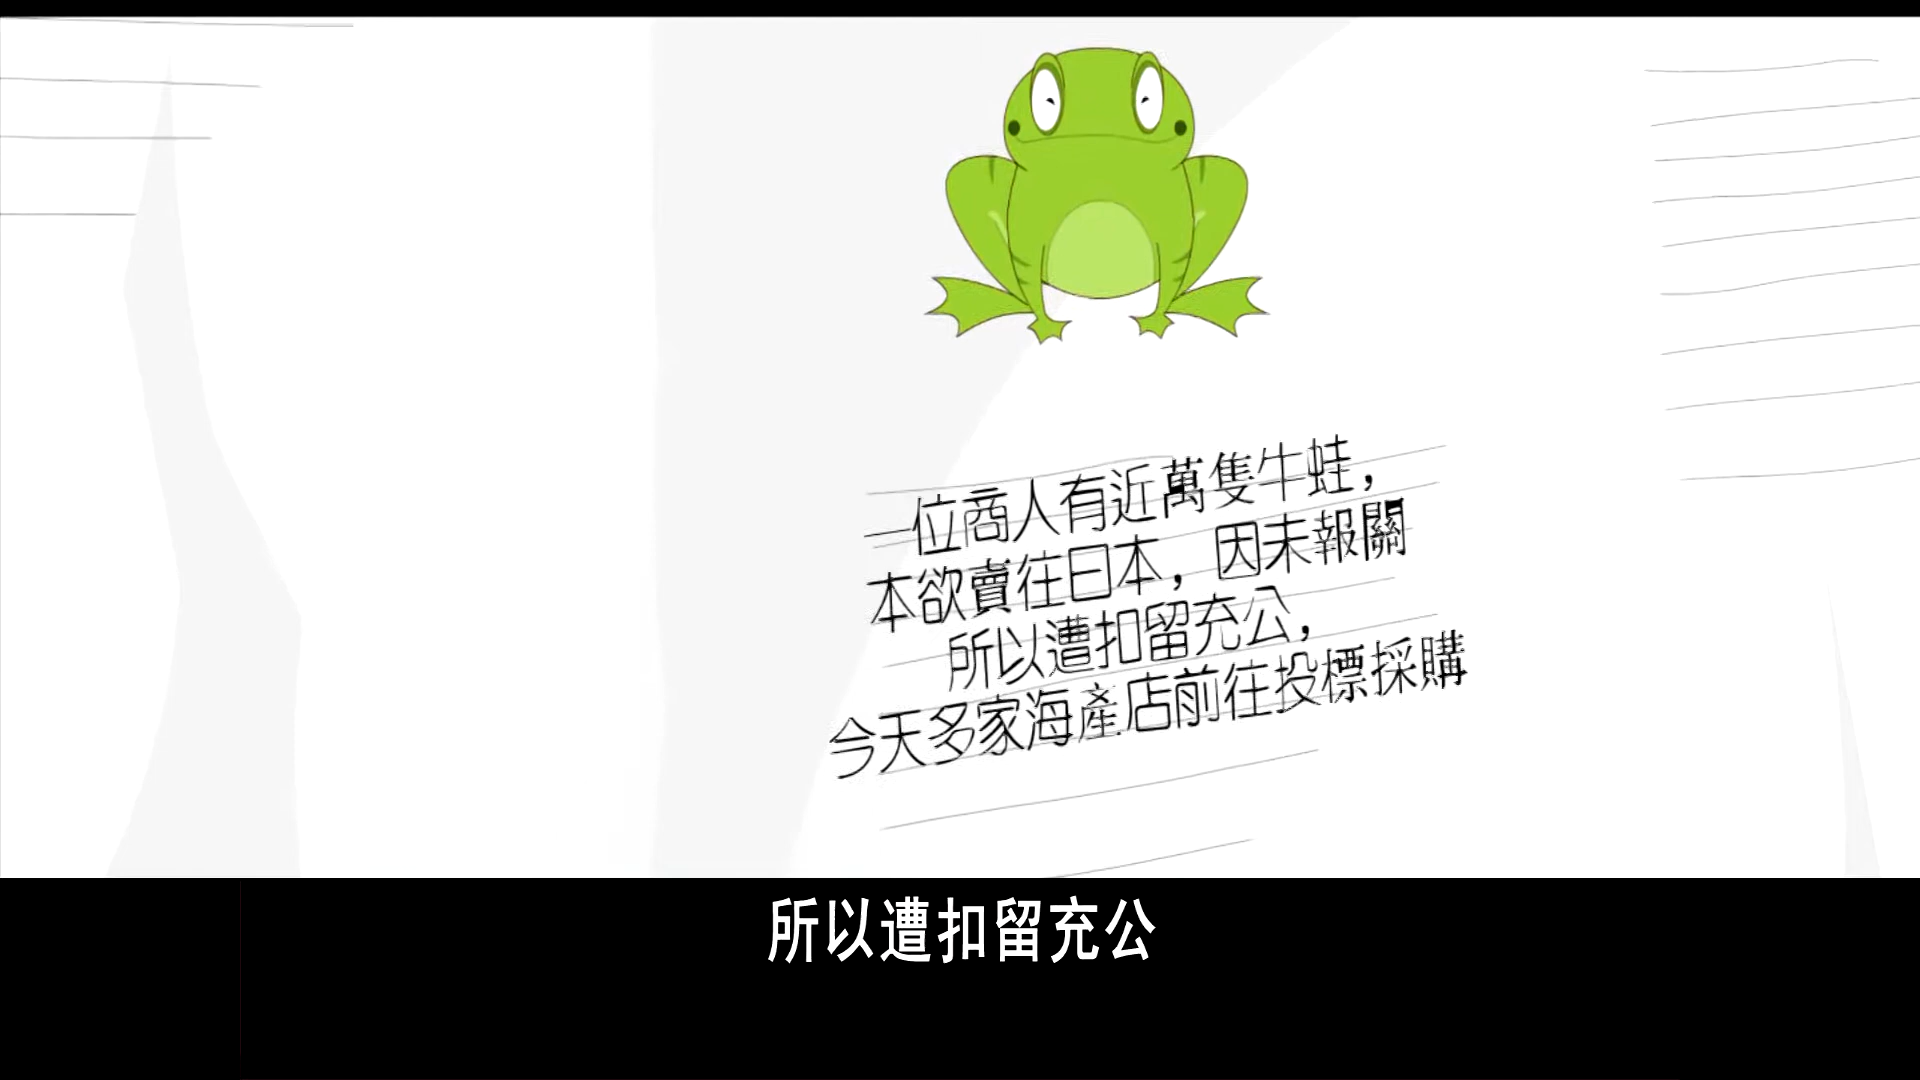 一位商人有近萬隻牛蛙，
本欲賣往日本，因未報關
所以遭扣留充公，
今天多家海產店前往投標採購
所以遭扣留充公